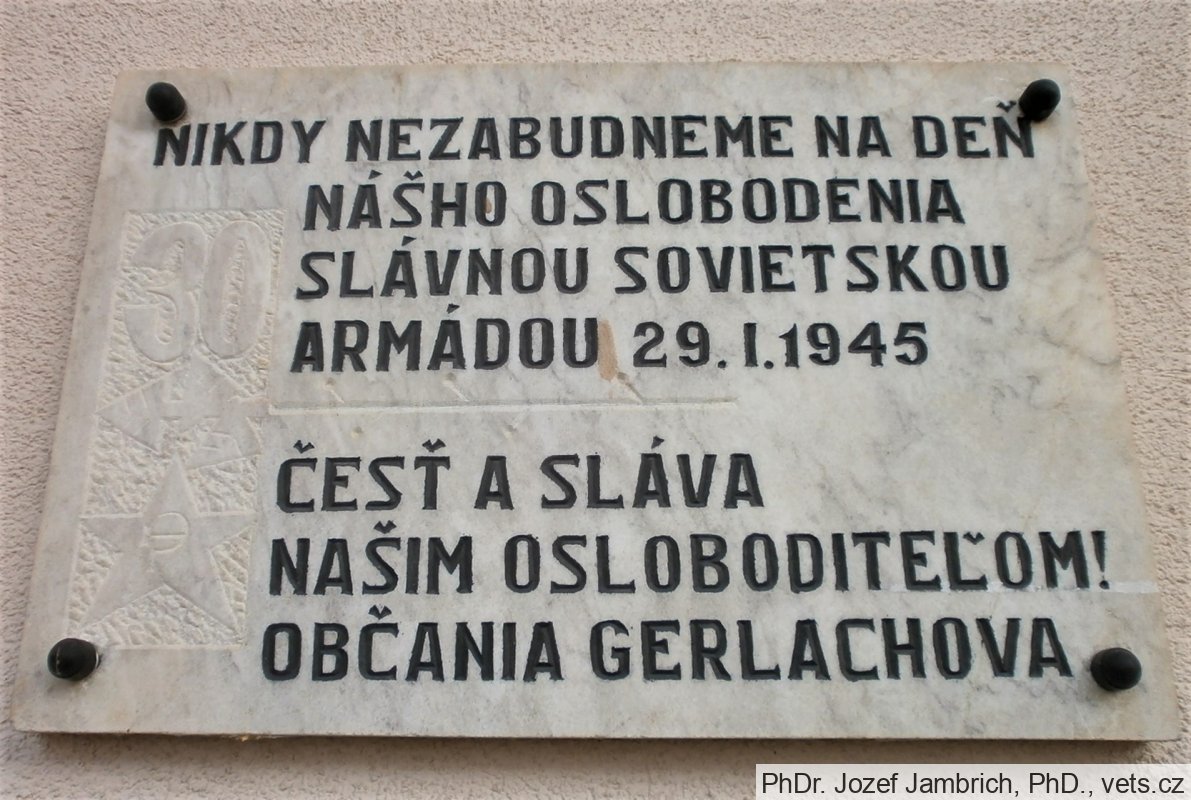 NIKDY NEZABUDNEME NA DEŇ
NÁŠHO OSLOBODENIA
SLÁVNOU SOVIETSKOU
ARMÁDOU 29. I. 1945
30
ČESŤ A SLÁVA
NAŠIM OSLOBODITEĽOM!
OBČANIA GERLACHOVA
PhDr. Jozef Jambrich, PhD., vets.cz